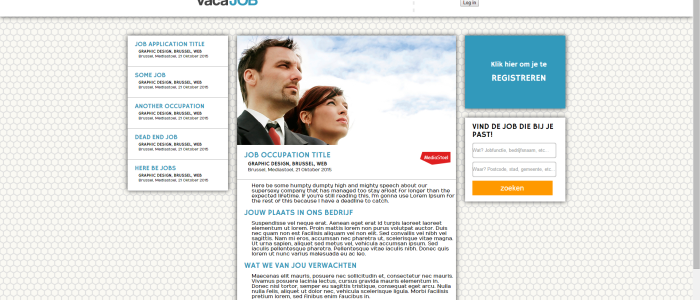 vacaJOB
Log in
JOB APPLICATION TITLE
GRAPHIC DESIGN, BRUSSEL, WEB
Brussel, Mediastoel, 21 Oktober 2015
SOME JOB
GRAPHIC DESIGN, BRUSSEL, WEB
Brussel, Mediastoel, 21 Oktober 2015
ANOTHER OCCUPATION
GRAPHIC DESIGN, BRUSSEL, WEB
Brussel, Mediastoel, 21 Oktober 2015
DEAD END JOB
GRAPHIC DESIGN, BRUSSEL, WEB
Brussel, Mediastoel, 21 Oktober 2015
HERE BE JOBS
GRAPHIC DESIGN, BRUSSEL, WEB
Brussel, Mediastoel, 21 Oktober 2015
JOB OCCUPATION TITLE
GRAPHIC DESIGN, BRUSSEL, WEB
Brussel, Mediastoel, 21 Oktober 2015
Here be some humpty dumpty high and mighty speech about our
supersexy company that has managed too stay afloat for longer than the
expected lifetime. If you're still reading this, I'm gonna use Lorem Ipsum for
the rest of this because I have a deadline to catch.
JOUW PLAATS IN ONS BEDRIJF
Suspendisse vel neque erat. Aenean eget erat id turpis laoreet laoreet
elementum ut lorem. Proin mattis lorem non purus volutpat auctor. Duis
nec quam non est facilisis aliquam vel non elit. Sed convallis vel nibh vel
sagittis. Nam mi eros, accumsan nec pharetra ut, scelerisque vitae magna.
Ut urna sapien, aliquet sed metus vel, vehicula accumsan ipsum. Sed
iaculis pellentesque pharetra. Pellentesque vitae iaculis nibh. Donec quis
lorem ut nunc varius malesuada eu ac leo.
WAT WE VAN JOU VERWACHTEN
Maecenas elit mauris, posuere nec sollicitudin et, consectetur nec mauris.
Vivamus posuere lacinia lectus, cursus gravida mauris elementum in.
Donec nisl tortor, semper eu sagittis tristique, consequat eget arcu. Nulla
nulla felis, aliquet ut dolor nec, vehicula scelerisque ligula. Morbi facilisis
pretium lorem, sed finibus enim faucibus in.
Klik hier om je te
REGISTREREN
VIND DE JOB DIE BIJ JE
PAST!
Wat? Jobtitels, bedrijfsnaam, etc...
Waar? Postcode, stad, gemeente, etc.
zoeken